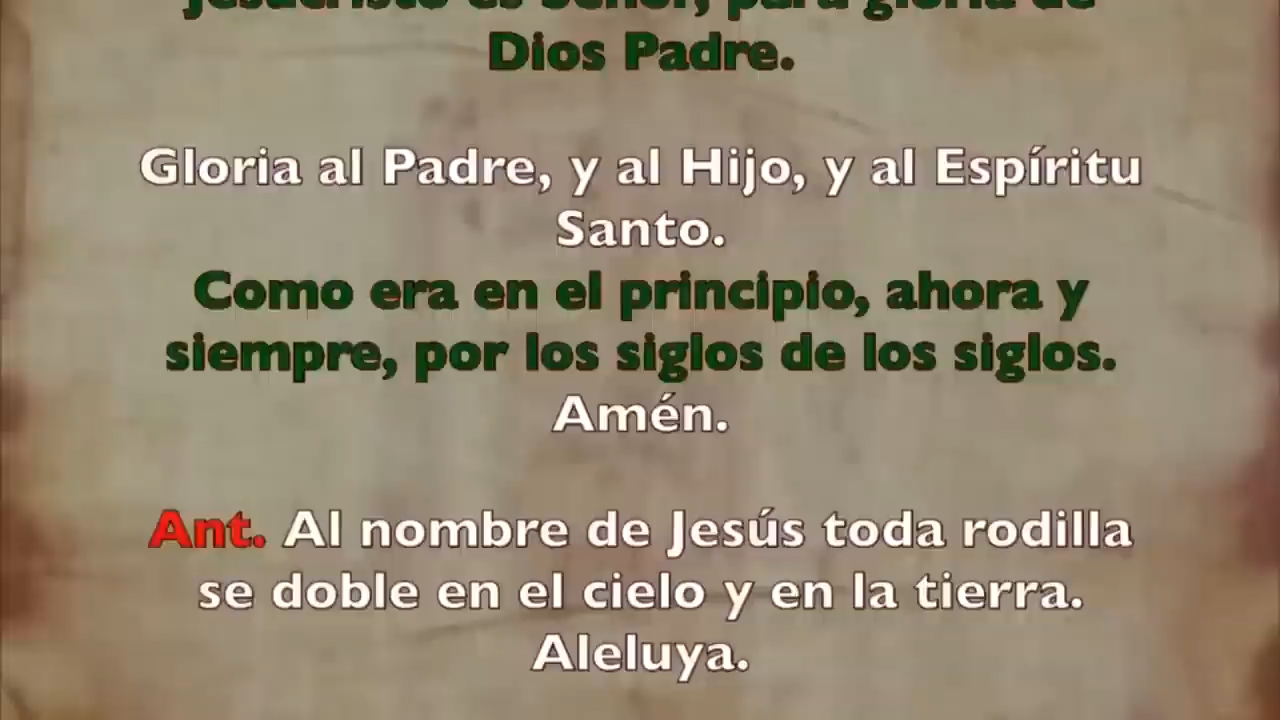 Jesucristo es Señor, para gloria de
Dios Padre.
Gloria al Padre, y al Hijo, y al Espíritu
Santo.
Como era en el principio, ahora y
siempre, por los siglos de los siglos.
Amén.
Ant. Al nombre de Jesús toda rodilla
se doble en el cielo y en la tierra.
Aleluya.